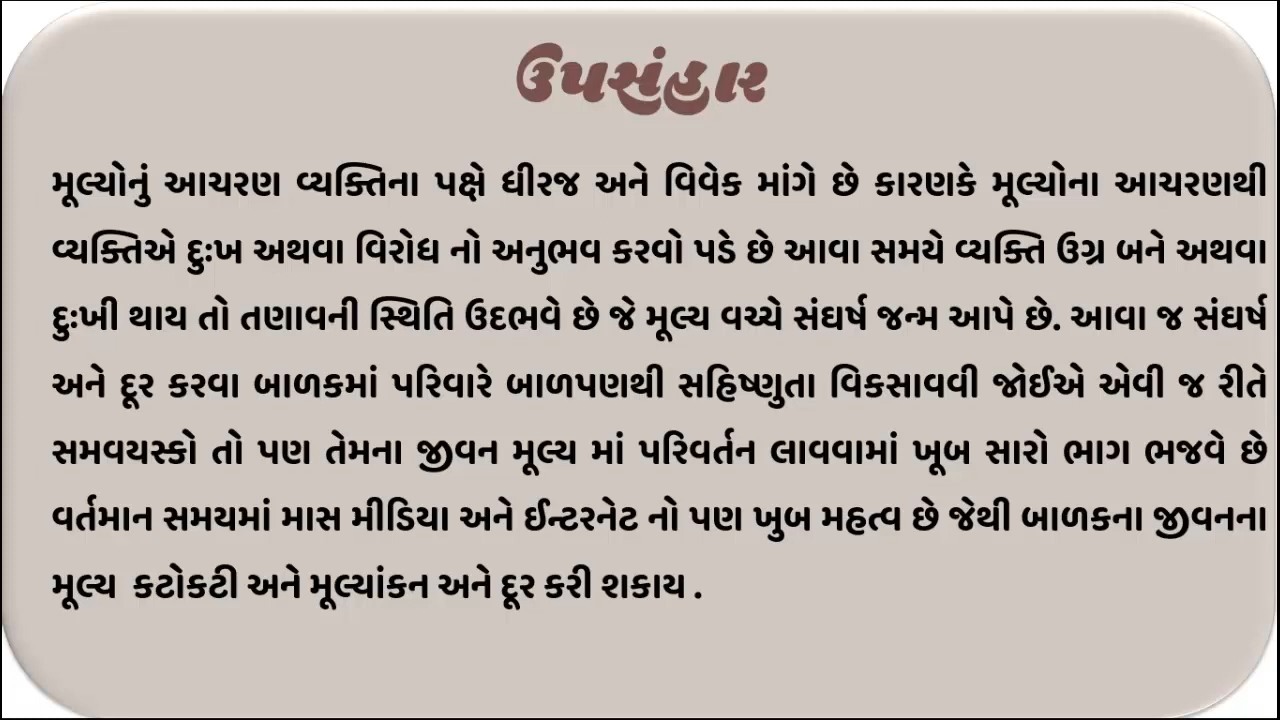 ઉપસંહાર
મૂલ્યોનું આચરણ વ્યક્તિના પક્ષે ધીરજ અને વિવેક માંગે છે કારણકે મૂલ્યોના આચરણથી
વ્યક્તિએ દુઃખ અથવા વિરોધ નો અનુભવ કરવો પડે છે આવા સમયે વ્યક્તિ ઉગ્ર બને અથવા
દુઃખી થાય તો તણાવની સ્થિતિ ઉદભવે છે જે મૂલ્ય વચ્ચે સંઘર્ષ જન્મ આપે છે. આવા જ સંઘર્ષ
અને દૂર કરવા બાળકમાં પરિવારે બાળપણથી સહિષ્ણુતા વિકસાવવી જોઈએ એવી જ રીતે
સમવયસ્કો તો પણ તેમના જીવન મૂલ્ય માં પરિવર્તન લાવવામાં ખૂબ સારો ભાગ ભજવે છે
વર્તમાન સમયમાં માસ મીડિયા અને ઈન્ટરનેટ નો પણ ખુબ મહત્વ છે જેથી બાળકના જીવનના
મૂલ્ય કટોકટી અને મૂલ્યાંકન અને દૂર કરી શકાય .